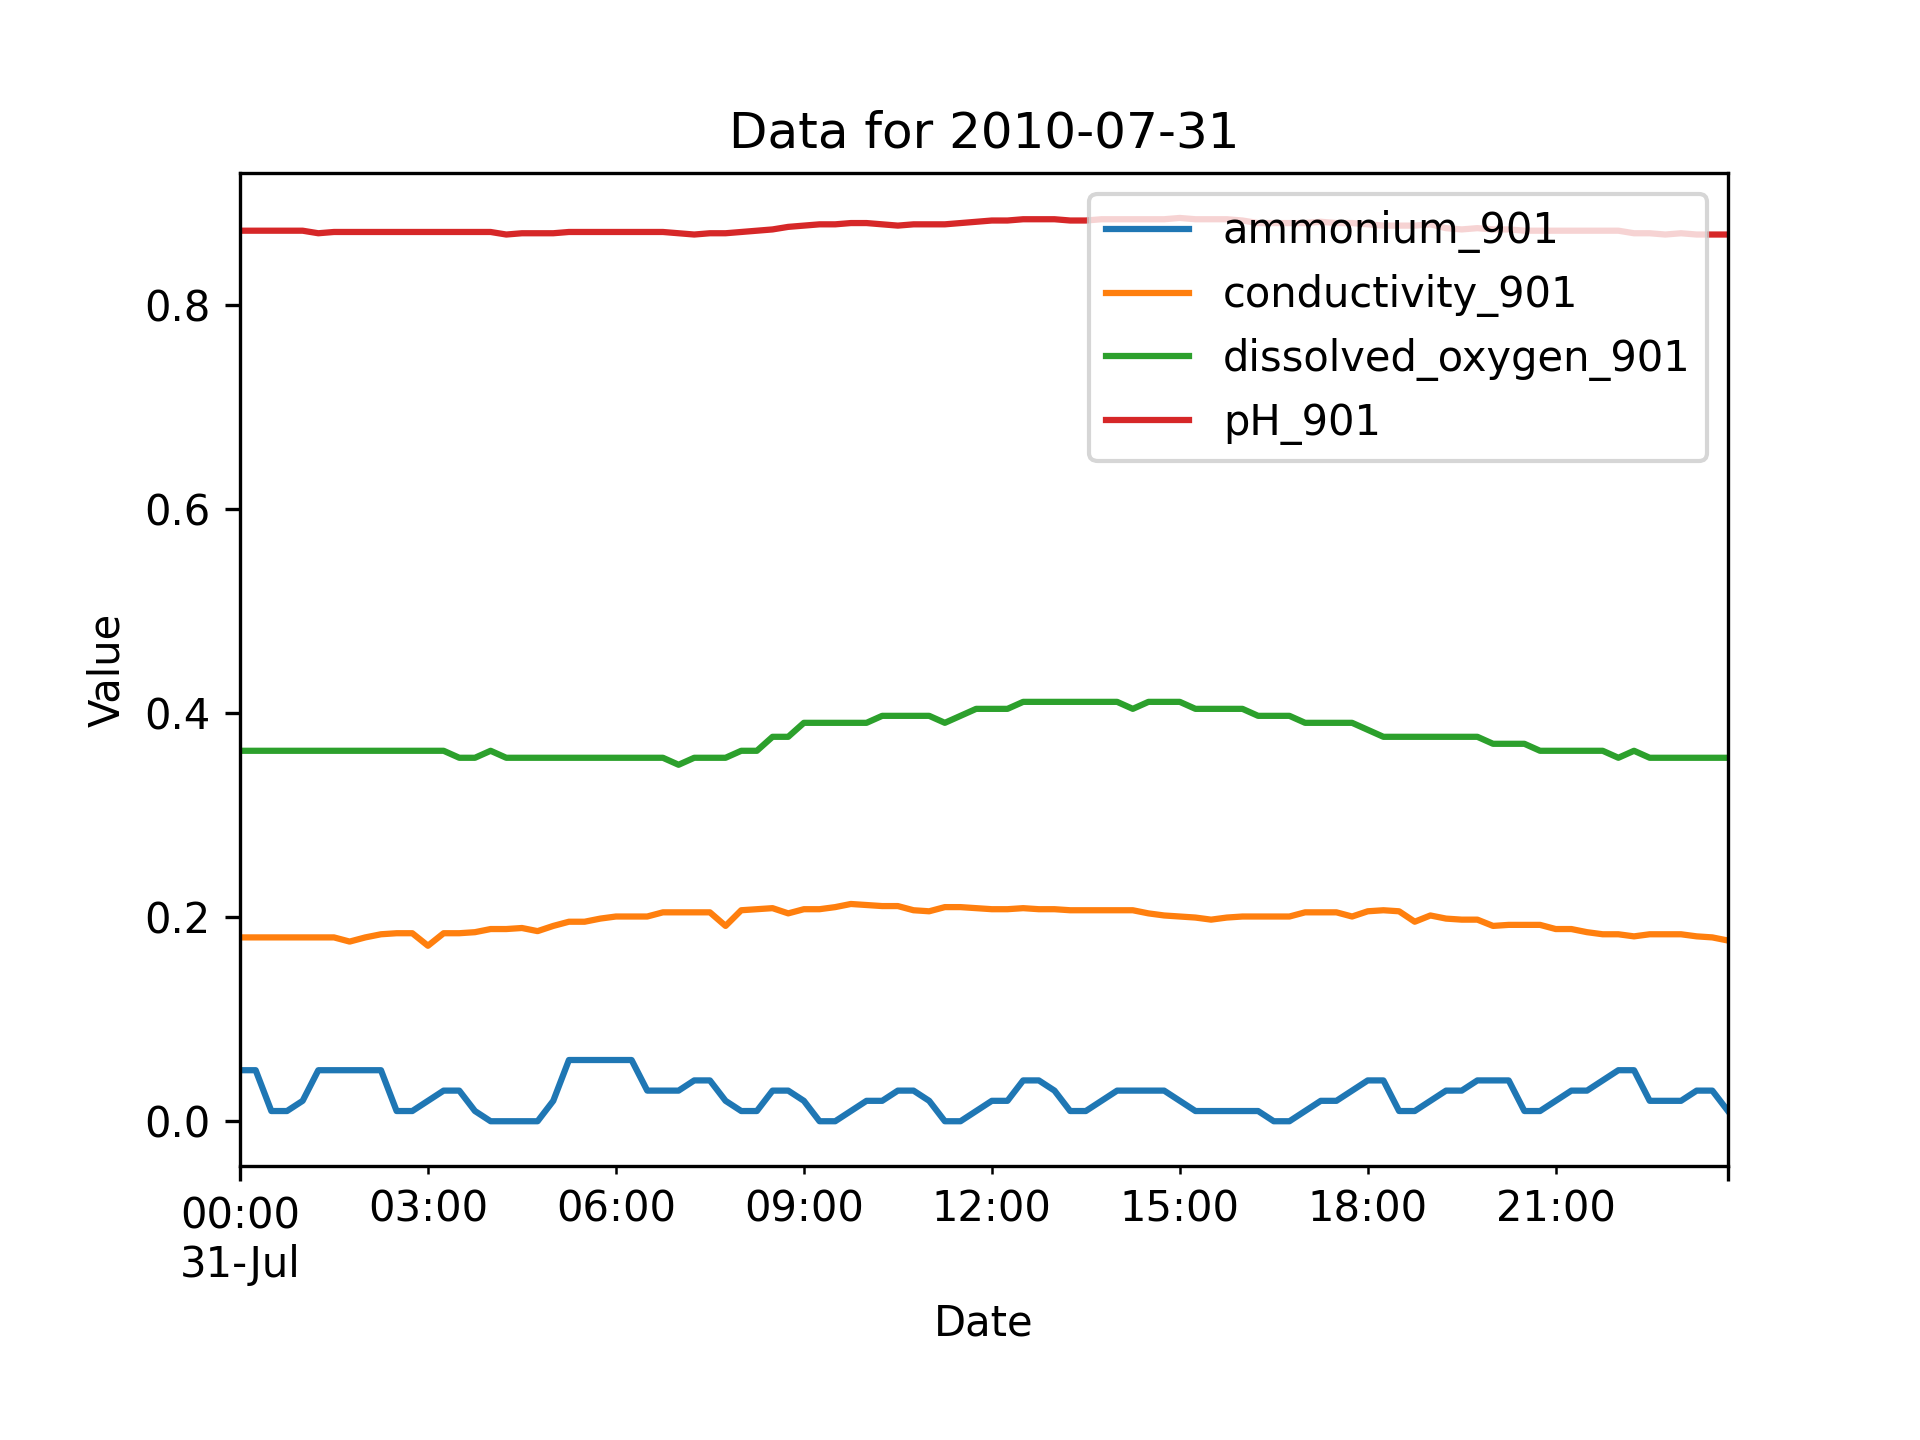 Data for 2010-07-31
ammonium_901
conductivity_901
dissolved_oxygen_901
pH_901
Value
0.8
0.6
0.4
0.2
0.0
00:00 03:00 06:00 09:00 12:00 15:00 18:00 21:00
31-Jul
Date